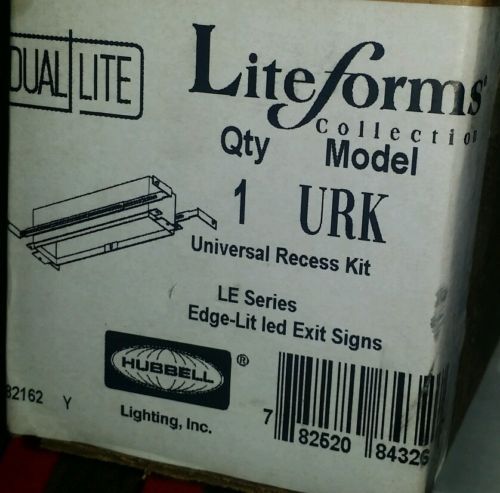 DUAL LITE
Liteforms
Collection
Qty Model
1 URK
Universal Recess Kit
LE Series
Edge-Lit led Exit Signs
HUBBELL ®
Lighting, Inc.
82162 Y
7 82520 84326